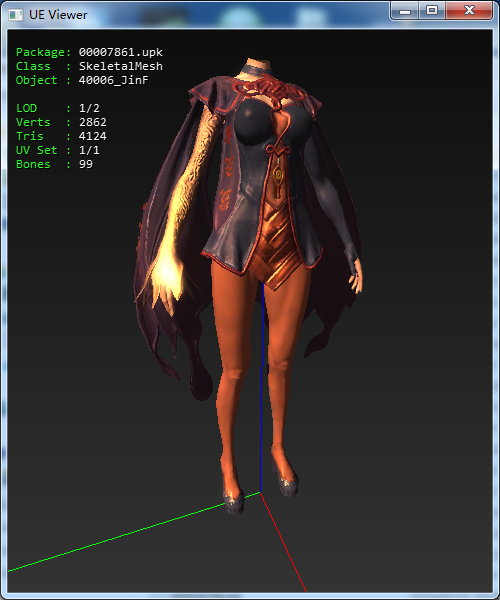 UE Viewer
Package: 00007861.upk
Class : SkeletalMesh
Object : 40006_JinF
LOD : 1/2
Verts : 2862
Tris : 4124
UV Set : 1/1
Bones : 99